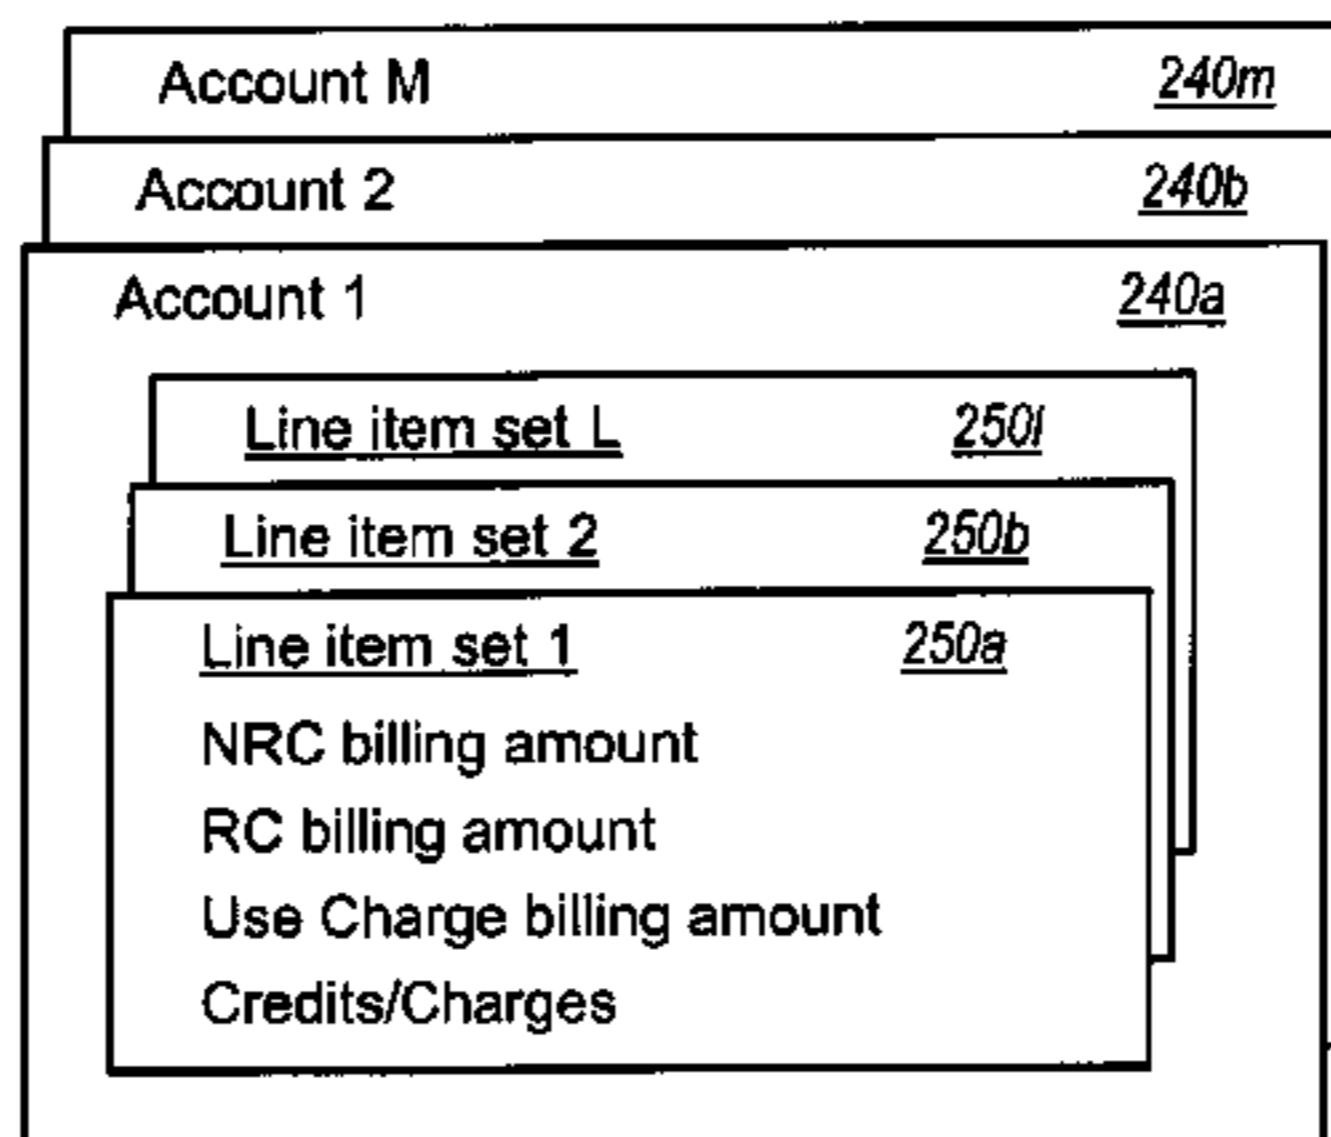 Account M 240m
Account 2 240b
Account 1 240a
Line item set L 250l
Line item set 2 250b
Line item set 1 250a
NRC billing amount
RC billing amount
Use Charge billing amount
Credits/Charges